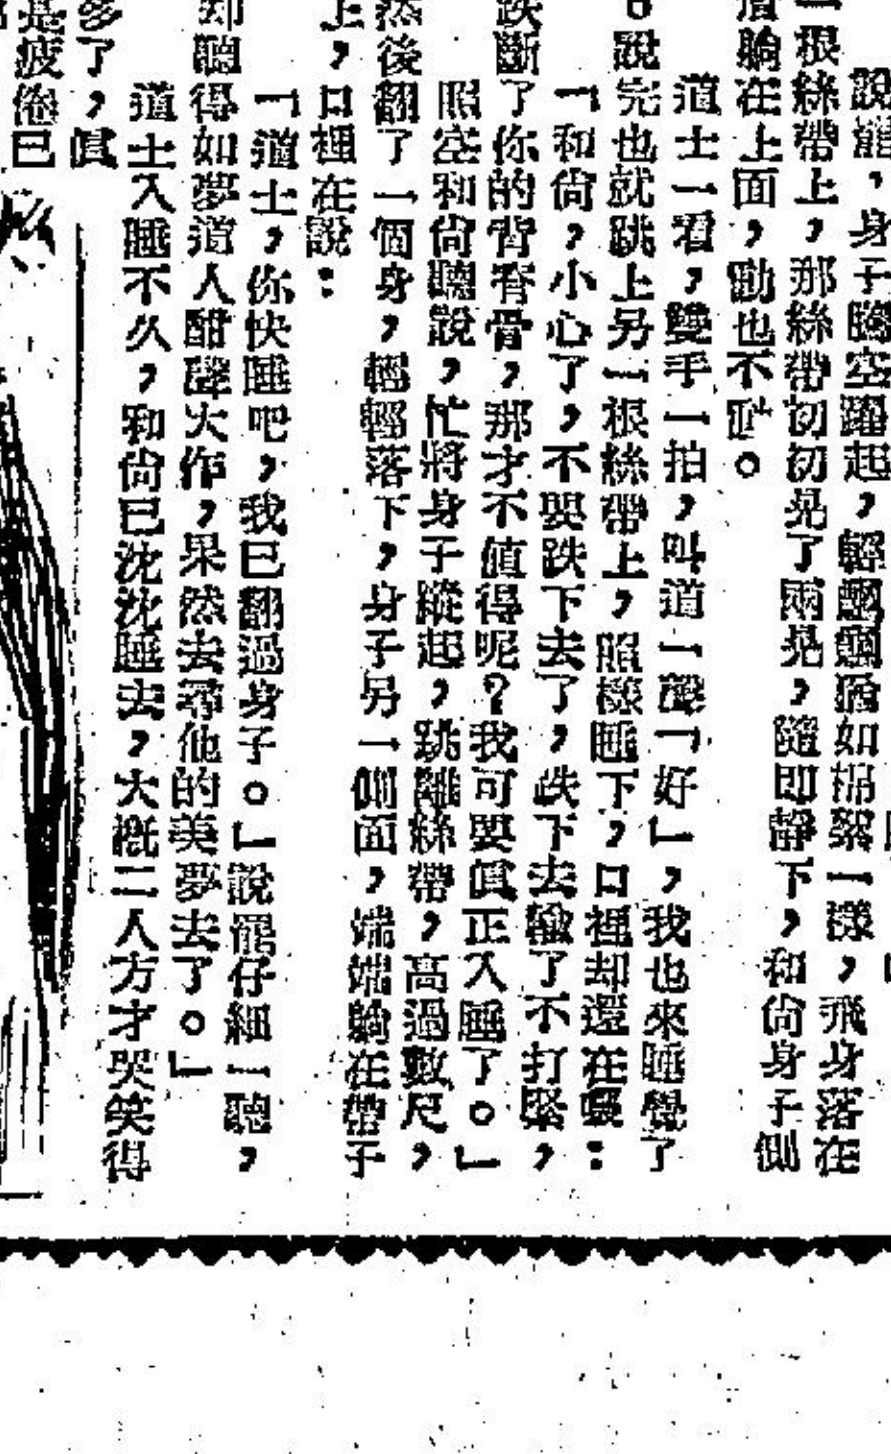 說罷，身子騰空躍起，輕飄飄猶如棉絮一樣，飛身落在
一根絲帶上，那絲帶初初晃了兩晃，隨即靜下，和尚身子側
躺在上面，動也不動。
道士一看，雙手一拍，叫道一聲「好」，我也來睡覺了
。說完也就跳上另一根絲帶上，照樣睡下，口裡却還在嚷：
「和尚，小心了，不要跌下去了，跌下去輸了不打緊，
跌斷了你的背脊骨，那才不值得呢？我可要真正入睡了。」
照空和尚聽說，忙將身子縱起，跳離絲帶，高過數尺，
然後翻了一個身，輕輕落下，身子另一側面，端端躺在帶子
上，口裡在說：
「道士，你快睡吧，我已翻過身子。」說罷仔細一聽，
却聽得如夢道人酣聲大作，果然去尋他的美夢去了。」
道士入睡不久，和尚已沈沈睡去，大槪二人方才哭笑得
多了，真
是疲倦已